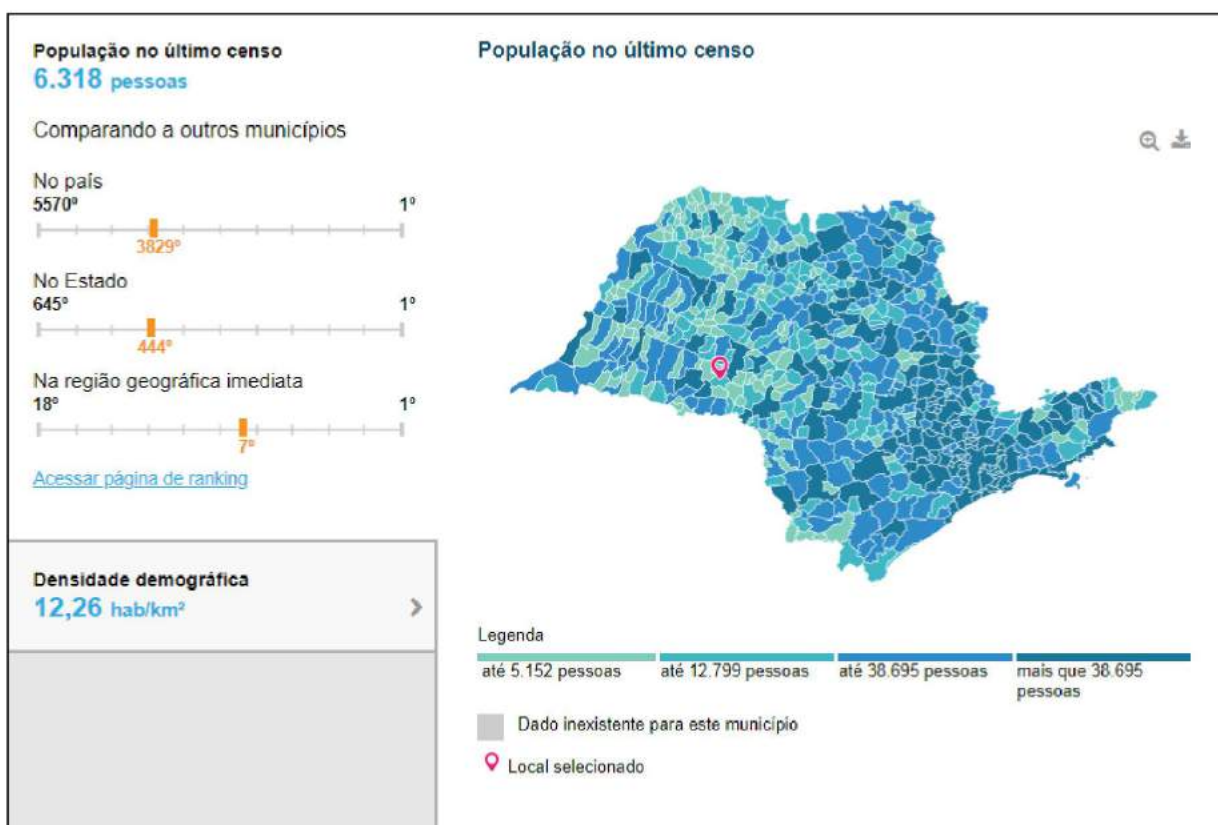 População no último censo
6.318 pessoas
Comparando a outros municípios
No país
5570º 1º
3829º
No Estado
645º 1º
444º
Na região geográfica imediata
18º 1º
7º
Acessar página de ranking
Densidade demográfica
12,26 hab/km²
População no último censo
Legenda
até 5.152 pessoas até 12.799 pessoas até 38.695 pessoas mais que 38.695
pessoas
Dado inexistente para este município
Local selecionado